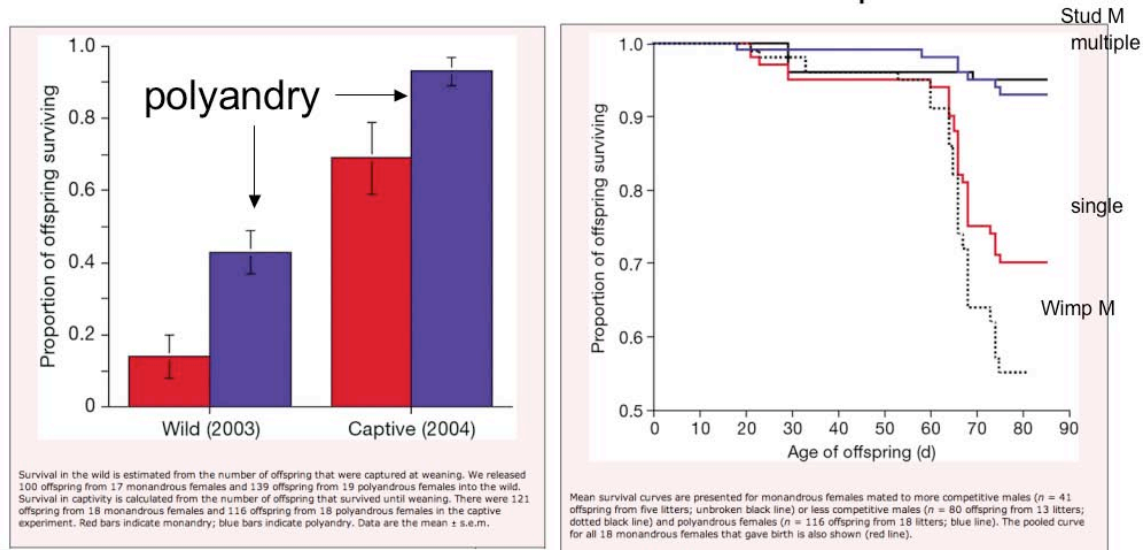 Stud M
multiple
1.0
0.8
0.6
0.4
0.2
0
Proportion of offspring surviving
polyandry
Wild (2003)
Captive (2004)
Survival in the wild is estimated from the number of offspring that were captured at weaning. We released
100 offspring from 17 monandrous females and 139 offspring from 19 polyandrous females into the wild.
Survival in captivity is calculated from the number of offspring that survived until weaning. There were 121
offspring from 18 monandrous females and 116 offspring from 18 polyandrous females in the captive
experiment. Red bars indicate monandry; blue bars indicate polyandry. Data are the mean ± s.e.m.
1.0
0.9
0.8
0.7
0.6
0.5
Proportion of offspring surviving
single
Wimp M
0 10 20 30 40 50 60 70 80 90
Age of offspring (d)
Mean survival curves are presented for monandrous females mated to more competitive males (n = 41
offspring from five litters; unbroken black line) or less competitive males (n = 80 offspring from 13 litters;
dotted black line) and polyandrous females (n = 116 offspring from 18 litters; blue line). The pooled curve
for all 18 monandrous females that gave birth is also shown (red line).